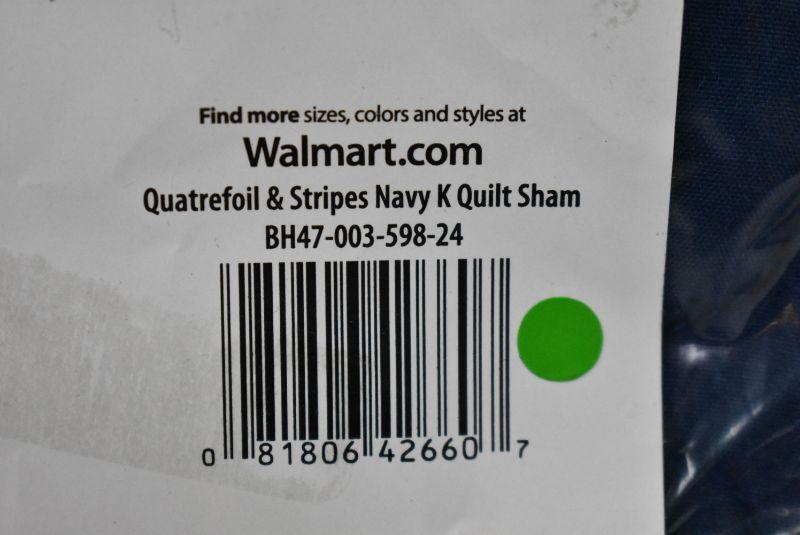 Find more sizes, colors and styles at
Walmart.com
Quatrefoil & Stripes Navy K Quilt Sham
BH47-003-598-24
0 81806 42660 7